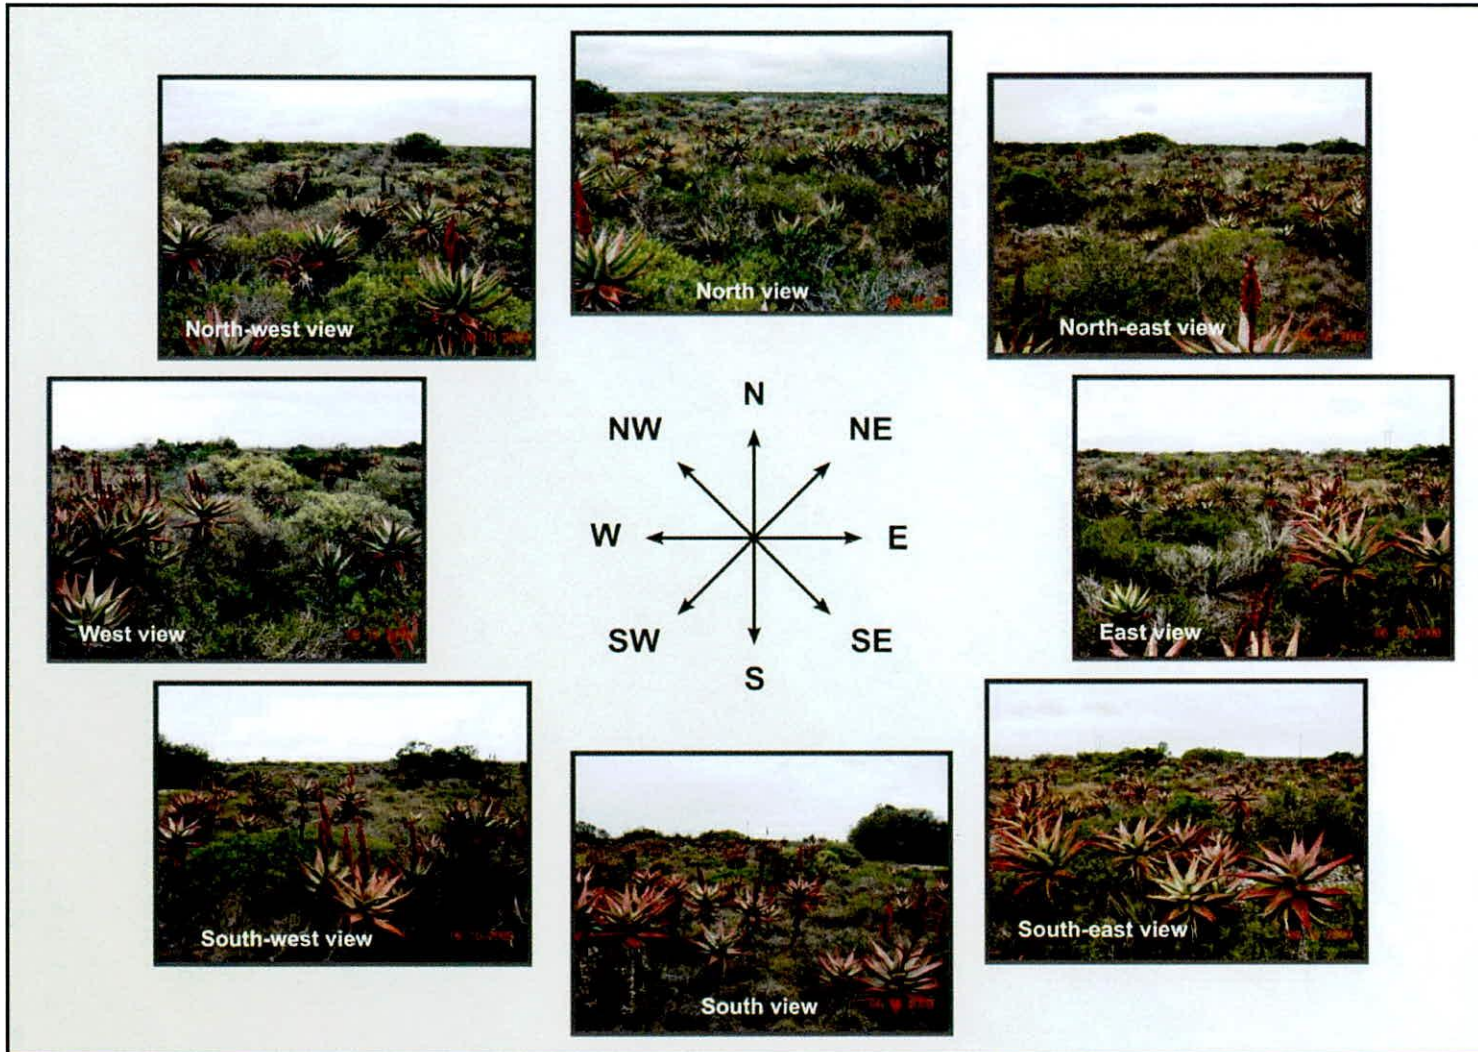 North view
North-west view
North-east view
N
NW
NE
West view
W
E
East view
SW
SE
S
South-west view
South-east view
South view